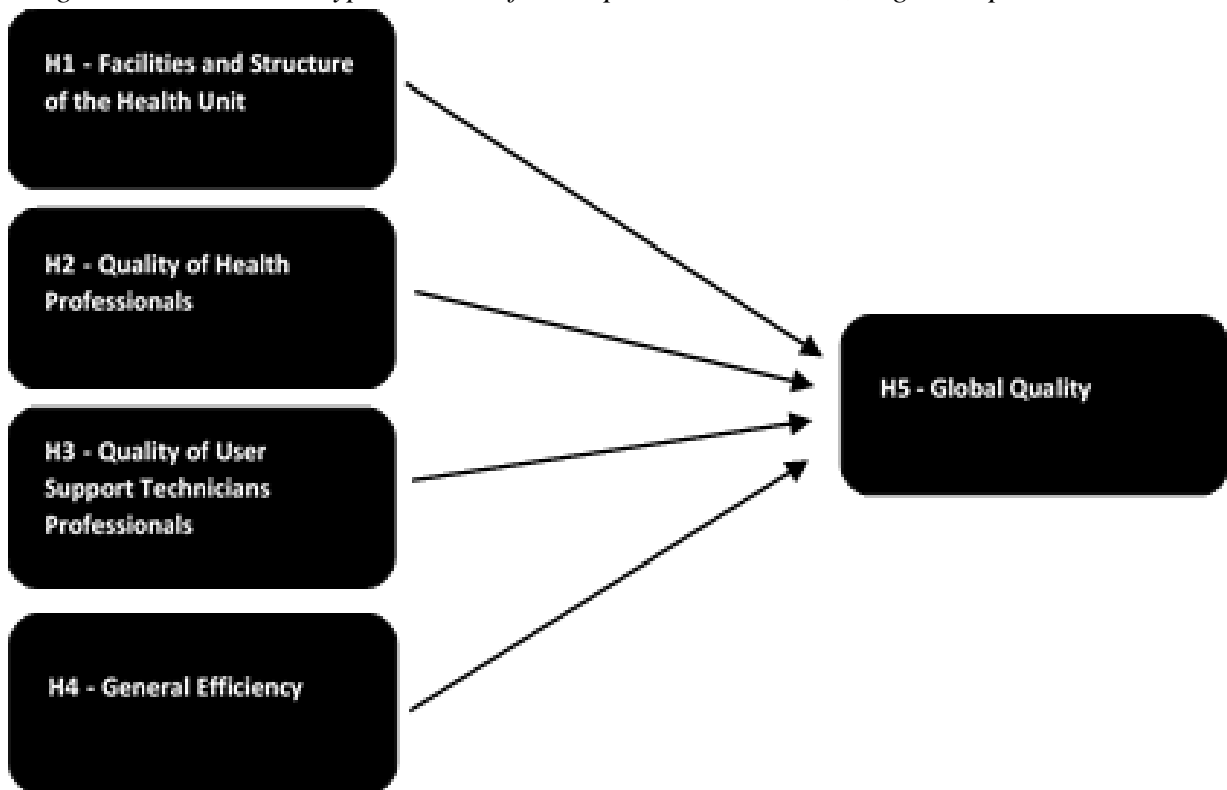 H1 - Facilities and Structure
of the Health Unit
H2 - Quality of Health
Professionals
H3 - Quality of User
Support Technicians
Professionals
H4 - General Efficiency
H5 - Global Quality